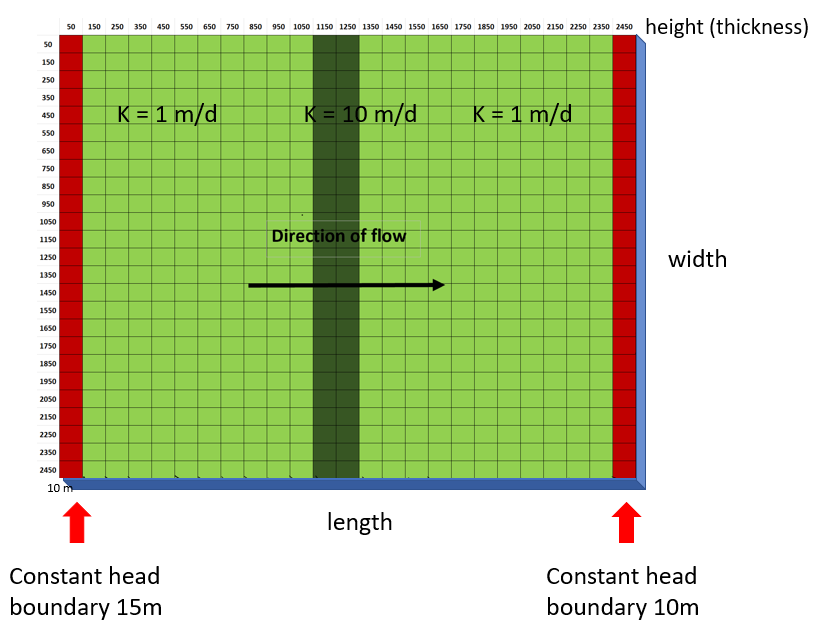 50 150 250 350 450 550 650 750 850 950 1050 1150 1250 1350 1450 1550 1650 1750 1850 1950 2050 2150 2250 2350 2450
height (thickness)
50
150
250
350
450
550
650
750
850
950
1050
1150
1250
1350
1450
1550
1650
1750
1850
1950
2050
2150
2250
2350
2450
K = 1 m/d
K = 10 m/d
K = 1 m/d
Direction of flow
width
10 m
length
Constant head
boundary 15m
Constant head
boundary 10m